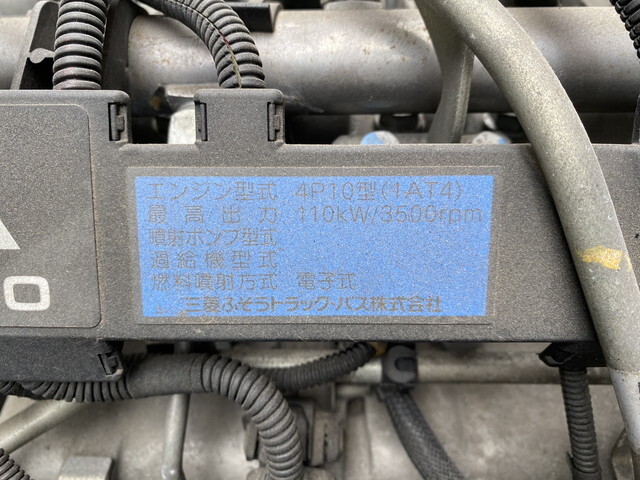 エンジン型式 4P10型(1AT4)
最高出力 110kW/3500rpm
噴射ポンプ型式
過給機型式
燃料噴射方式 電子式
三菱ふそうトラック・バス株式会社
O